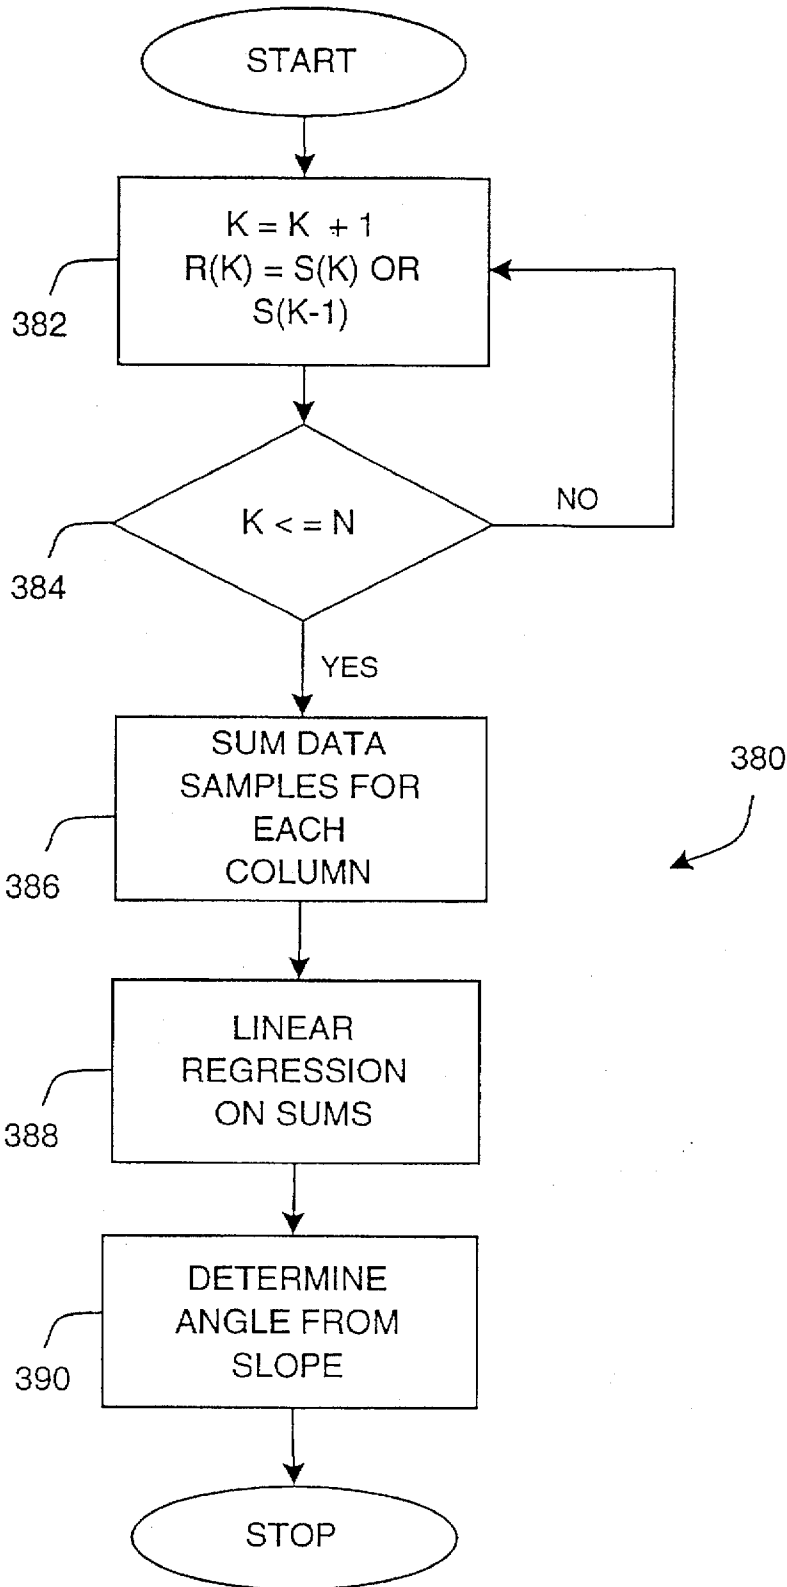 START
K = K + 1
R(K) = S(K) OR
S(K-1)
382
K < = N
NO
384
YES
SUM DATA
SAMPLES FOR
EACH
COLUMN
380
386
LINEAR
REGRESSION
ON SUMS
388
DETERMINE
ANGLE FROM
SLOPE
390
STOP